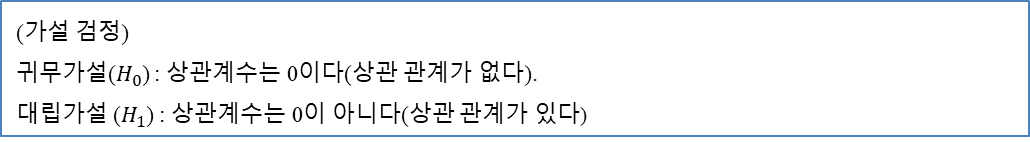 (가설 검정)
귀무가설(𝐻₀) : 상관계수는 0이다(상관 관계가 없다).
대립가설 (𝐻₁) : 상관계수는 0이 아니다(상관 관계가 있다)